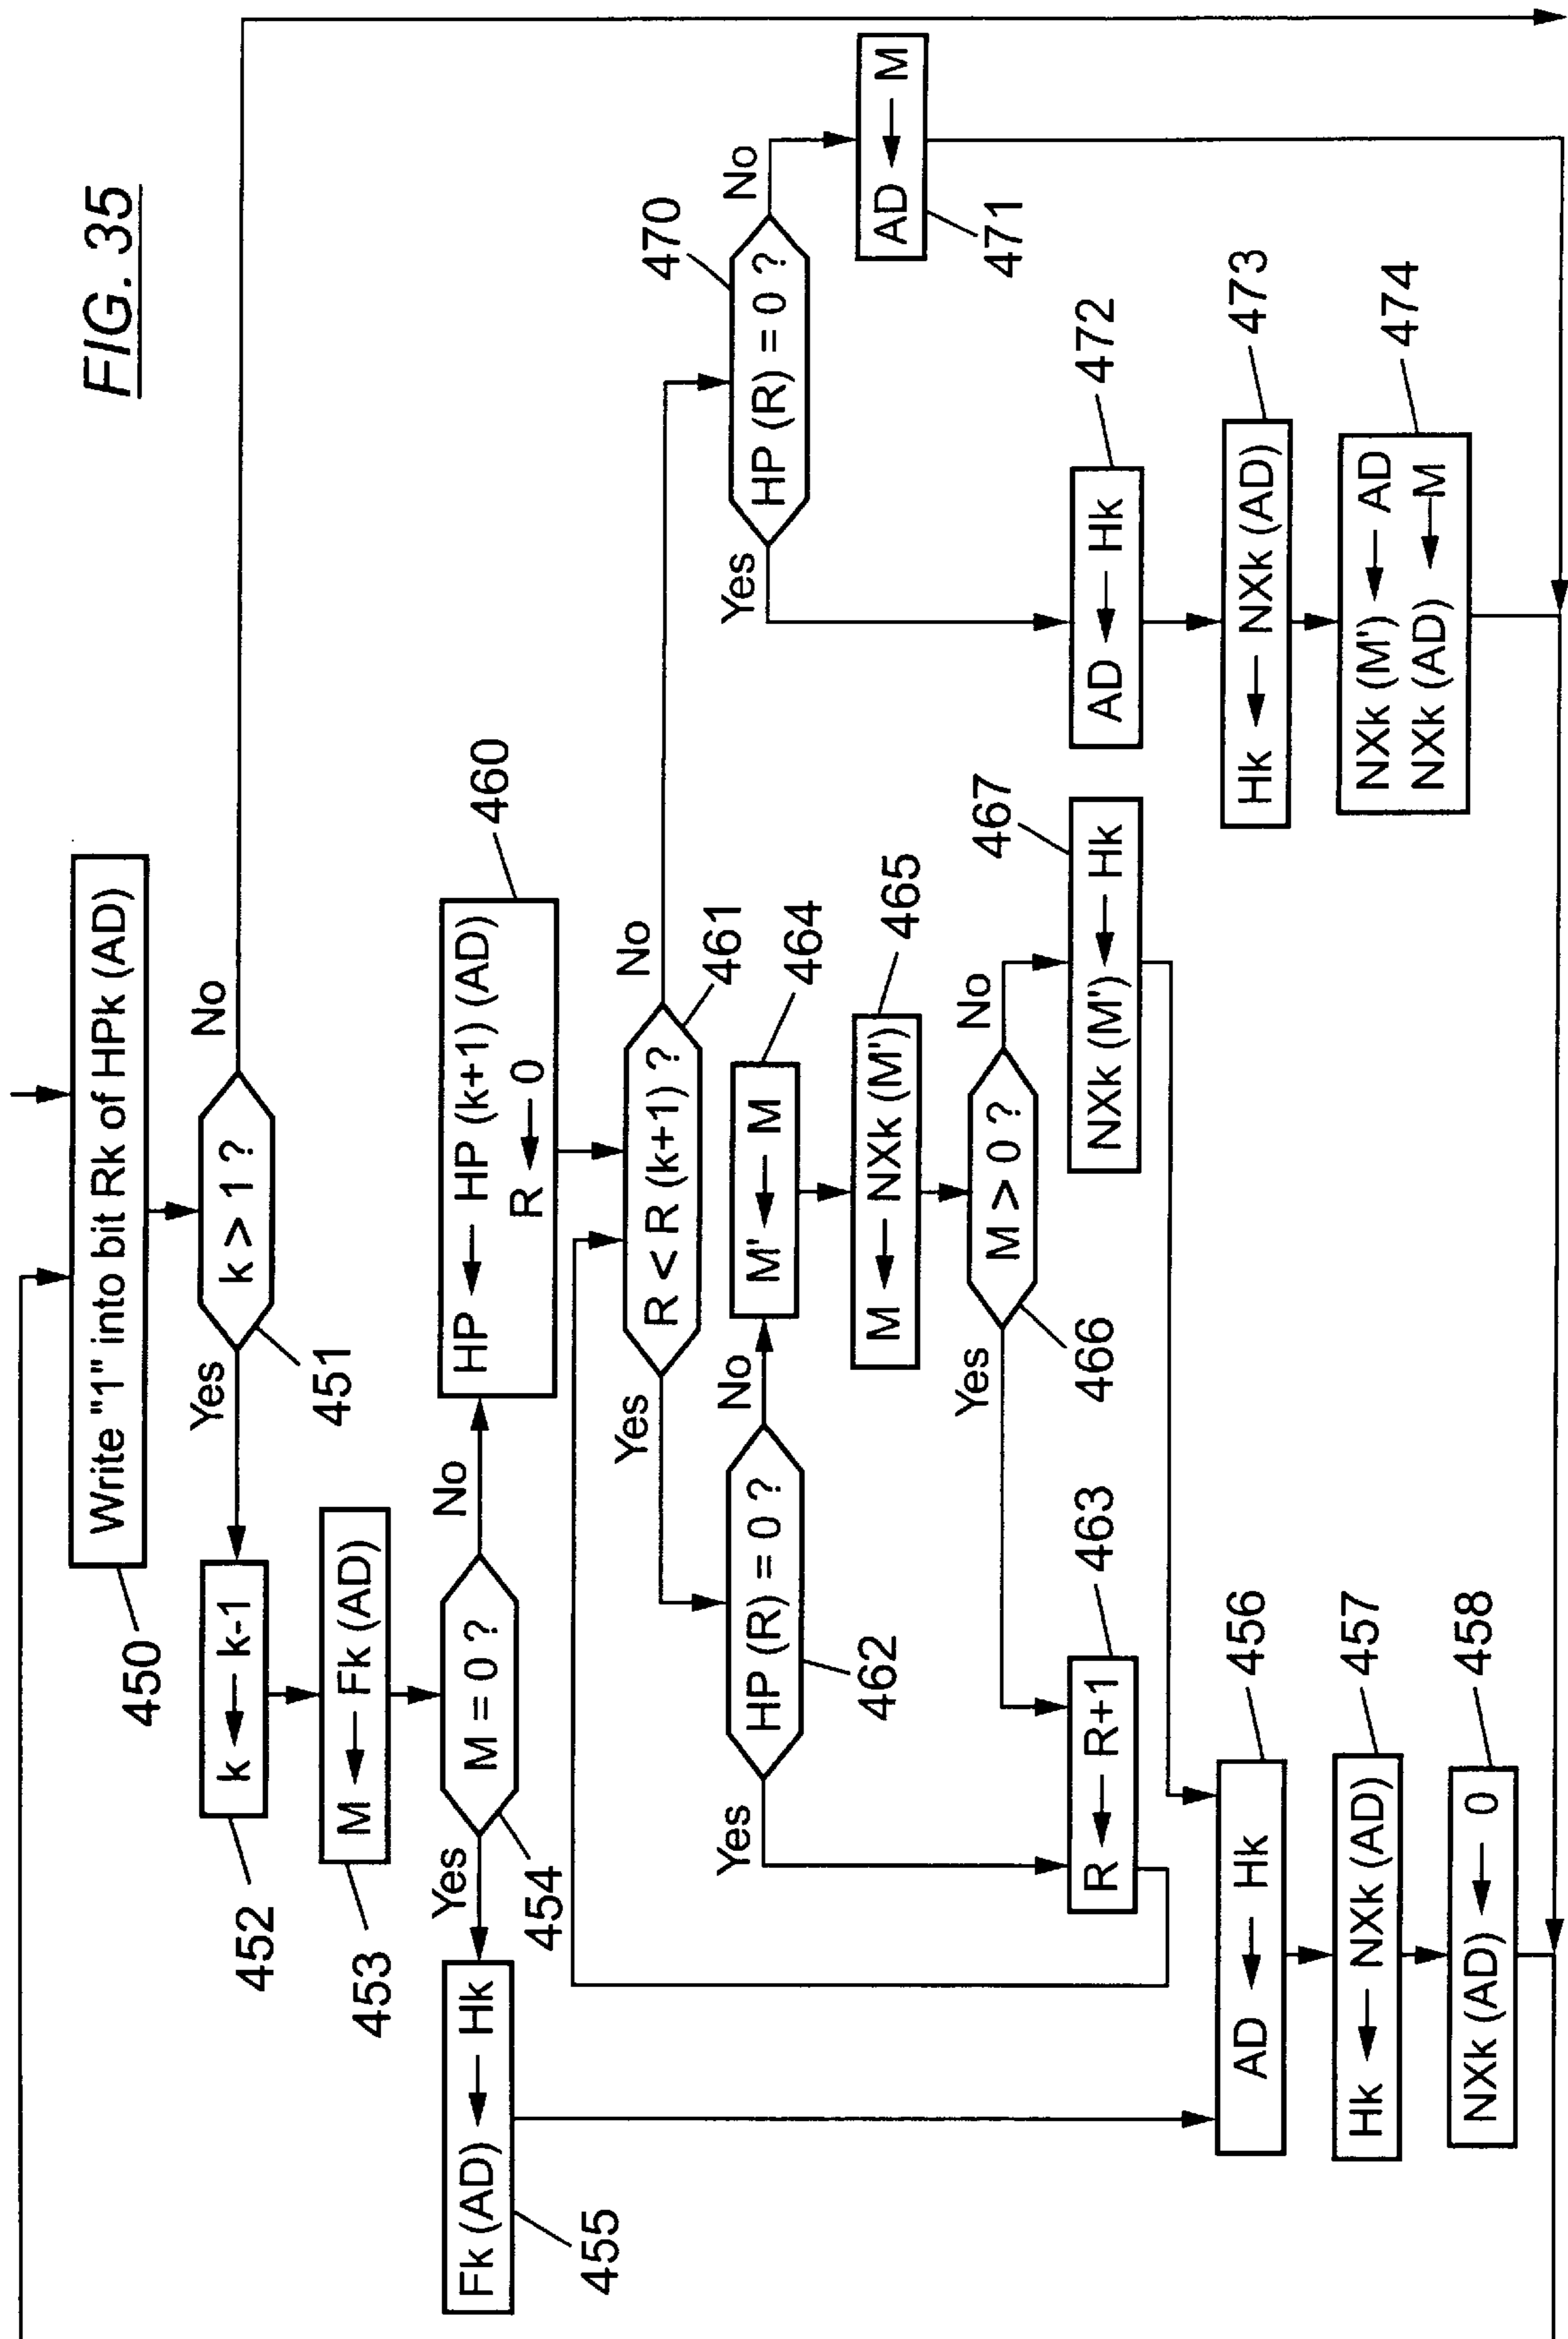 FIG. 35
Write "1" into bit Rk of HPk (AD)
450
k > 1 ?
451
Yes
No
k ← k-1
452
M ← Fk (AD)
453
M = 0 ?
454
Yes
No
Fk (AD) ← Hk
455
HP ← HP (k+1) (AD)
R ← 0
460
R < R (k+1) ?
461
Yes
No
HP (R) = 0 ?
462
Yes
No
M' ← M
464
M ← NXk (M')
465
M > 0 ?
466
Yes
No
R ← R+1
463
NXk (M') ← Hk
467
AD ← Hk
456
Hk ← NXk (AD)
457
NXk (AD) ← 0
458
HP (R) = 0 ?
470
Yes
No
AD ← M
471
AD ← Hk
472
Hk ← NXk (AD)
473
NXk (M') ← AD
NXk (AD) ← M
474